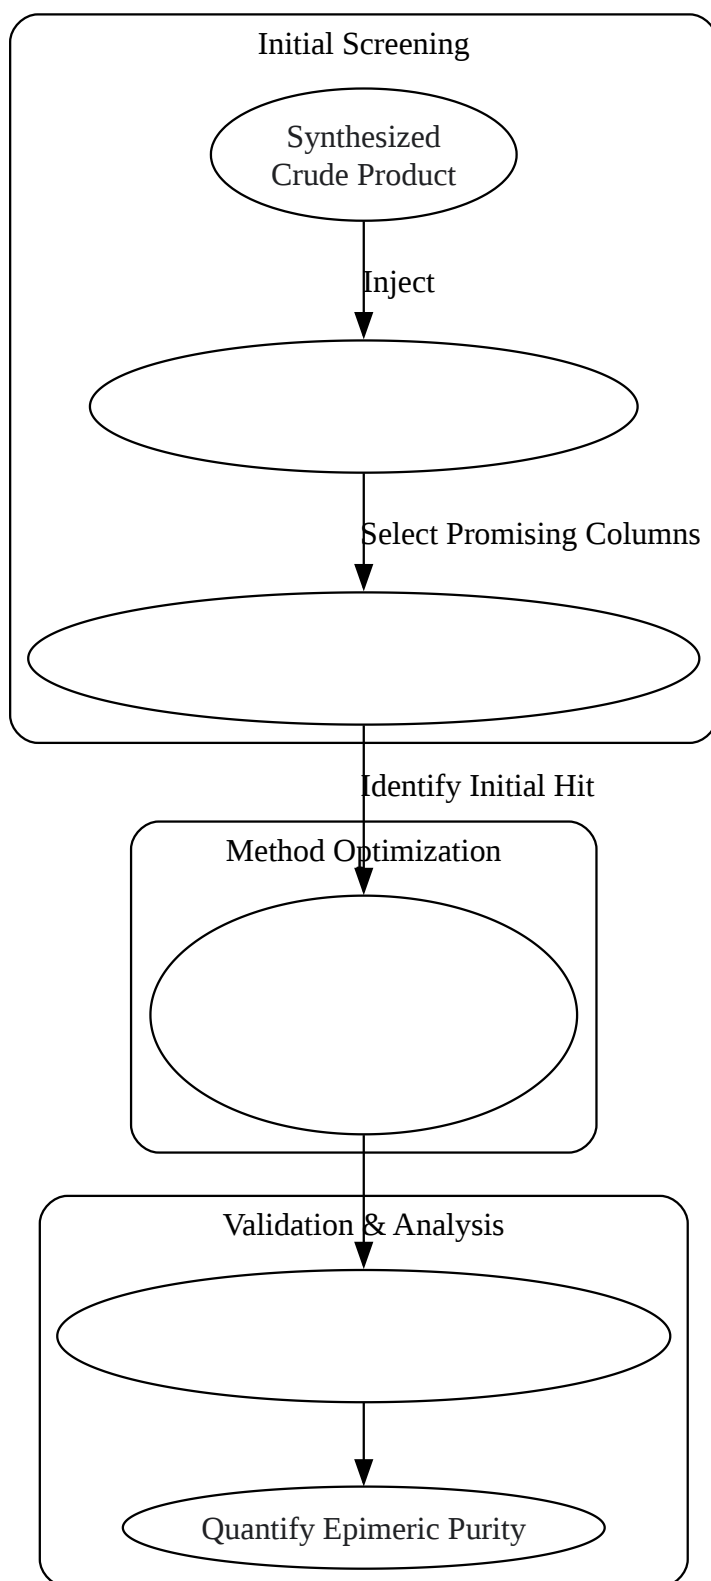 Initial Screening
Synthesized
Crude Product
Inject
Select Promising Columns
Identify Initial Hit
Method Optimization
Validation & Analysis
Quantify Epimeric Purity